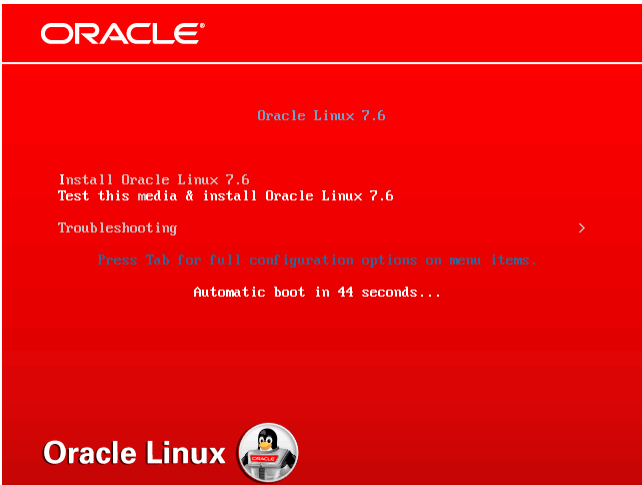 ORACLE®
Oracle Linux 7.6
Install Oracle Linux 7.6
Test this media & install Oracle Linux 7.6
Troubleshooting >
Press Tab for full configuration options on menu items.
Automatic boot in 44 seconds...
Oracle Linux
ORACLE